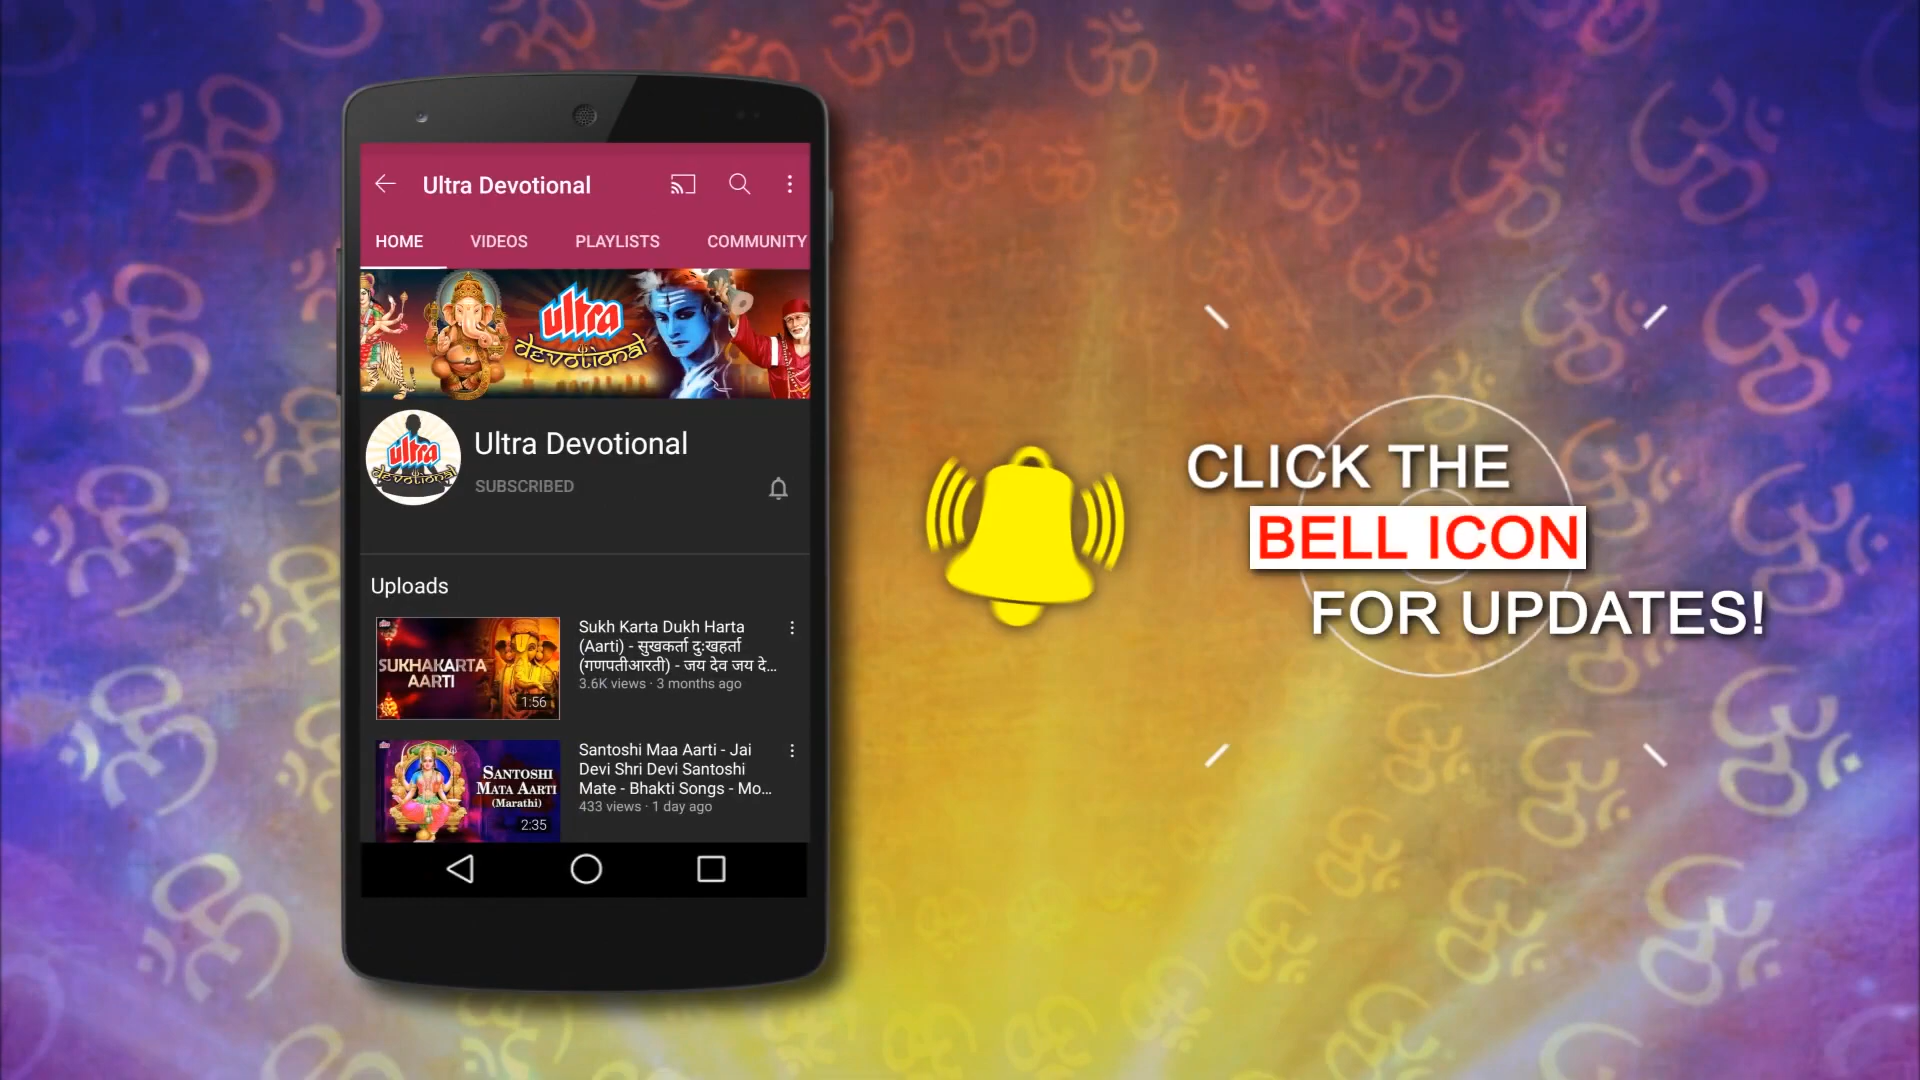 Ultra Devotional
HOME VIDEOS PLAYLISTS COMMUNITY
ultra
devotional
ultra
devotional
Ultra Devotional
SUBSCRIBED
Uploads
SUKHAKARTA
AARTI
1:56
Sukh Karta Dukh Harta
(Aarti) - सुखकर्ता दुःखहर्ता
(गणपतीआरती) - जय देव जय दे...
3.6K views · 3 months ago
SANTOSHI
MATA AARTI
(Marathi)
2:35
Santoshi Maa Aarti - Jai
Devi Shri Devi Santoshi
Mate - Bhakti Songs - Mo...
433 views · 1 day ago
CLICK THE
BELL ICON
FOR UPDATES!